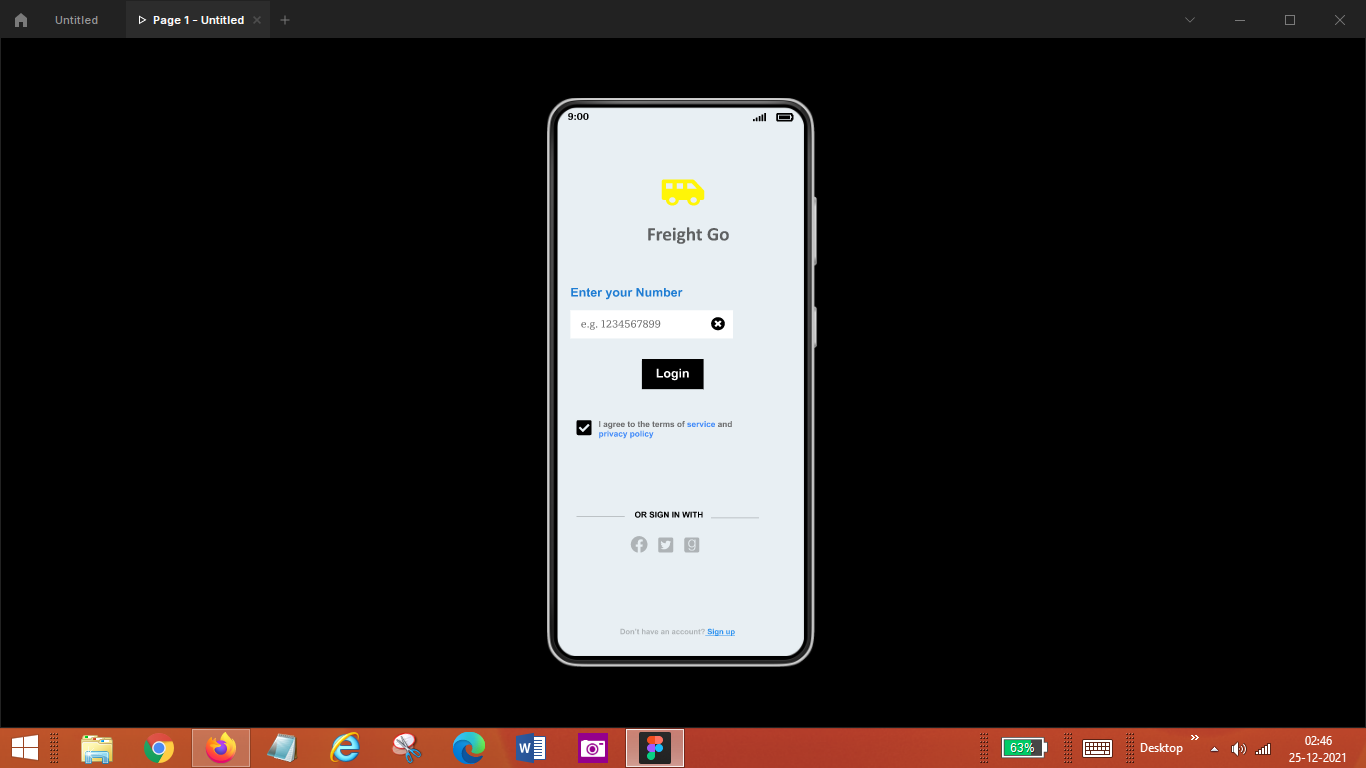 Untitled
Page 1 - Untitled
9:00
Freight Go
Enter your Number
e.g. 1234567899
Login
I agree to the terms of service and
privacy policy
OR SIGN IN WITH
Don't have an account? Sign up
63%
Desktop
02:46
25-12-2021